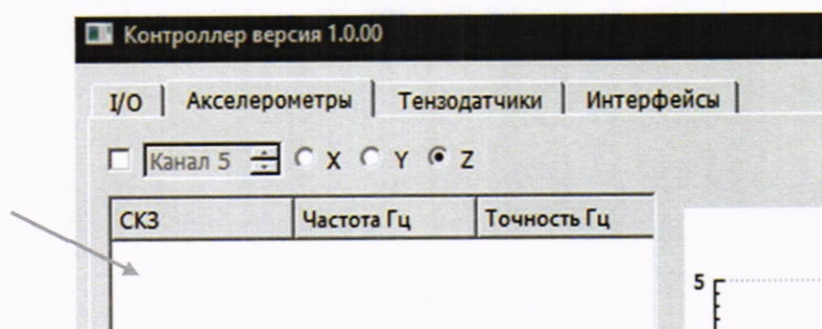 Контроллер версия 1.0.00
I/O Акселерометры Тензодатчики Интерфейсы
Канал 5 X Y Z
СКЗ Частота Гц Точность Гц
5